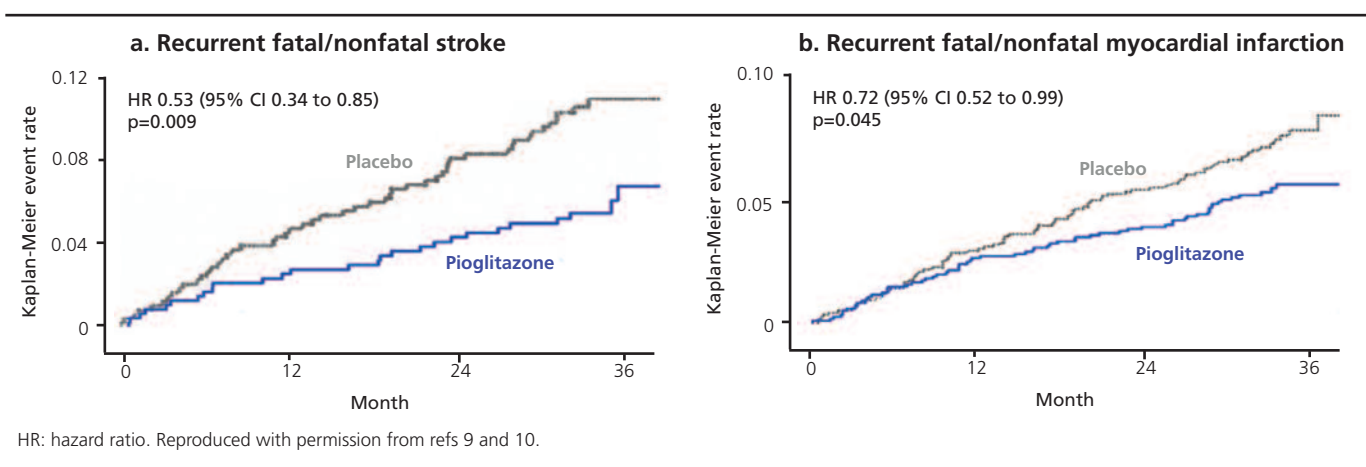 a. Recurrent fatal/nonfatal stroke
Kaplan-Meier event rate
0.12
0.08
0.04
0
HR 0.53 (95% CI 0.34 to 0.85)
p=0.009
Placebo
Pioglitazone
0 12 24 36
Month
b. Recurrent fatal/nonfatal myocardial infarction
Kaplan-Meier event rate
0.10
0.05
0
HR 0.72 (95% CI 0.52 to 0.99)
p=0.045
Placebo
Pioglitazone
0 12 24 36
Month
HR: hazard ratio. Reproduced with permission from refs 9 and 10.